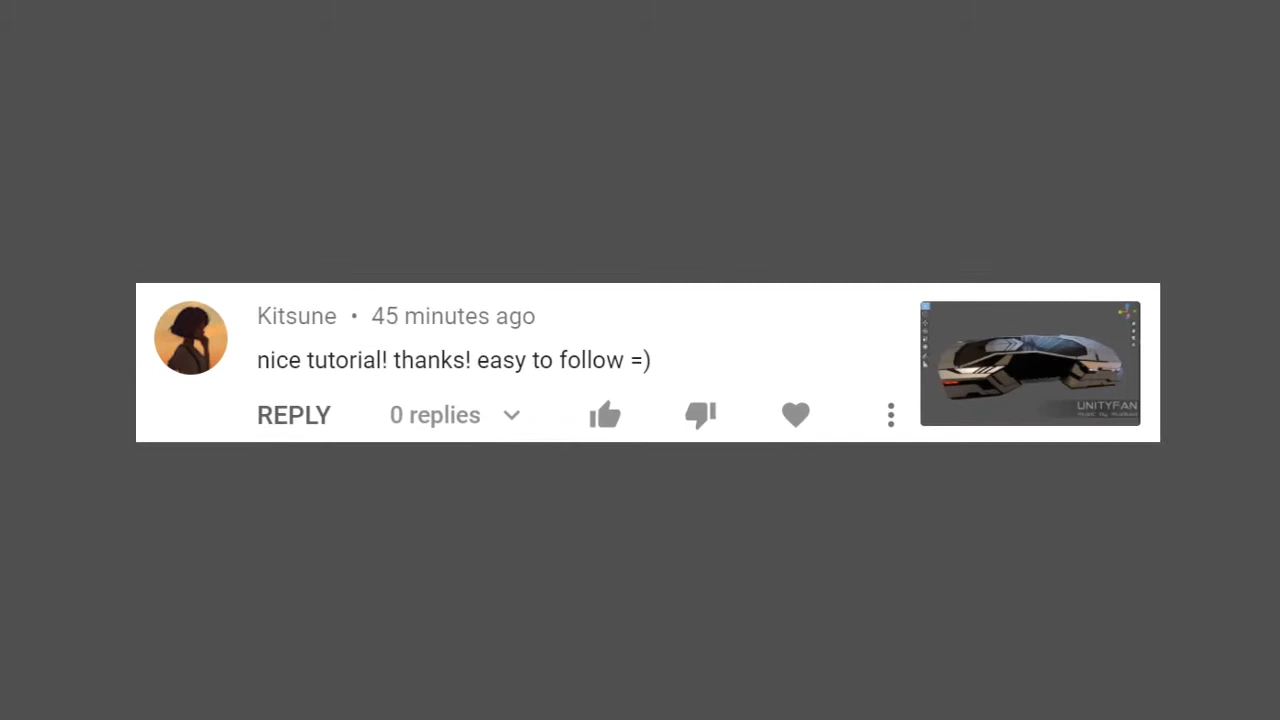 Kitsune • 45 minutes ago
nice tutorial! thanks! easy to follow =)
REPLY 0 replies
UNITYFAN